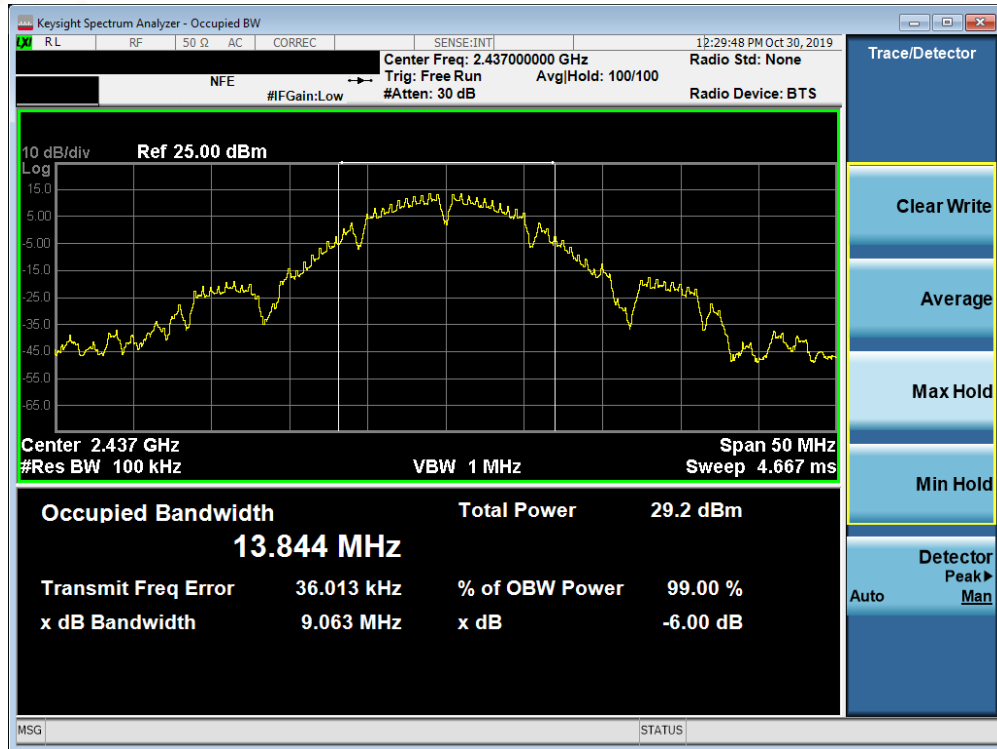 Keysight Spectrum Analyzer - Occupied BW
LXI RL RF 50 Ω AC CORREC SENSE:INT 12:29:48 PM Oct 30, 2019
Center Freq: 2.437000000 GHz Radio Std: None
NFE Trig: Free Run Avg|Hold: 100/100
#IFGain:Low #Atten: 30 dB Radio Device: BTS
10 dB/div Ref 25.00 dBm
Log
15.0
5.00
-5.00
-15.0
-25.0
-35.0
-45.0
-55.0
-65.0
Center 2.437 GHz Span 50 MHz
#Res BW 100 kHz VBW 1 MHz Sweep 4.667 ms
Occupied Bandwidth Total Power 29.2 dBm
13.844 MHz
Transmit Freq Error 36.013 kHz % of OBW Power 99.00 %
x dB Bandwidth 9.063 MHz x dB -6.00 dB
MSG STATUS
Trace/Detector
Clear Write
Average
Max Hold
Min Hold
Detector
Peak▶
Auto Man